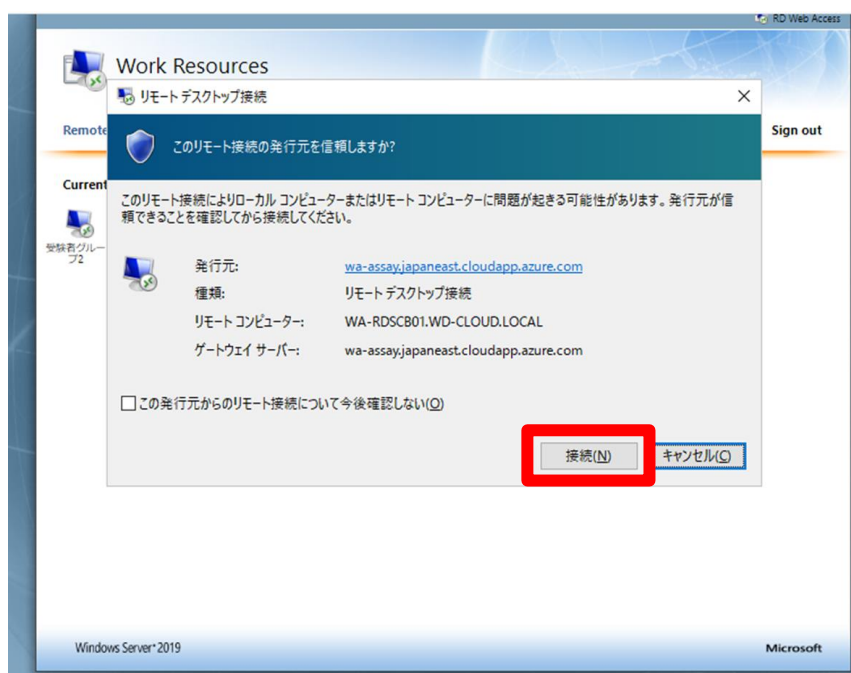 RD Web Access
Work Resources
リモート デスクトップ接続
Remote
Sign out
このリモート接続の発行元を信頼しますか?
Current
このリモート接続によりローカル コンピューターまたはリモート コンピューターに問題が起きる可能性があります。発行元が信
頼できることを確認してから接続してください。
受験者グルー
プ2
発行元: wa-assay.japaneast.cloudapp.azure.com
種類: リモート デスクトップ接続
リモート コンピューター: WA-RDSCB01.WD-CLOUD.LOCAL
ゲートウェイ サーバー: wa-assay.japaneast.cloudapp.azure.com
この発行元からのリモート接続について今後確認しない(O)
接続(N)
キャンセル(C)
Windows Server 2019
Microsoft